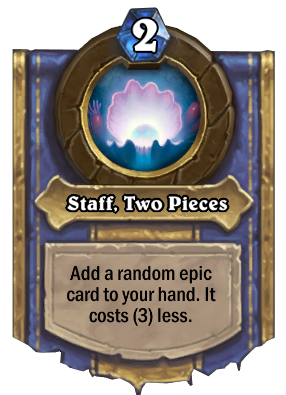 2
Staff, Two Pieces
Add a random epic
card to your hand. It
costs (3) less.